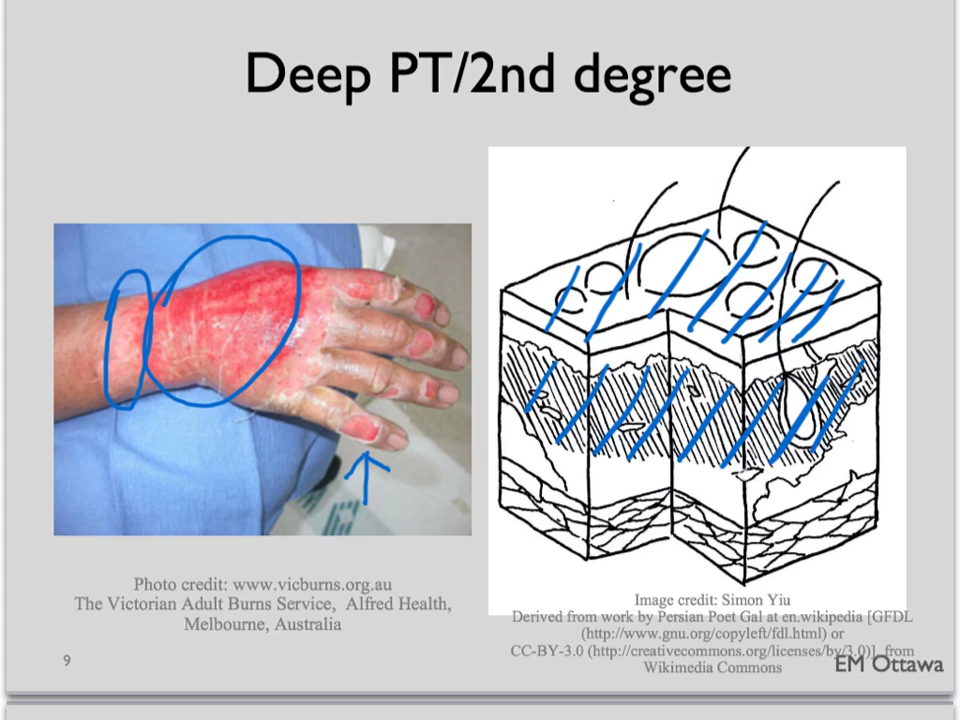 Deep PT/2nd degree
Photo credit: www.vicburns.org.au
The Victorian Adult Burns Service, Alfred Health,
Melbourne, Australia
Image credit: Simon Yiu
Derived from work by Persian Poet Gal at en.wikipedia [GFDL
(http://www.gnu.org/copyleft/fdl.html) or
CC-BY-3.0 (http://creativecommons.org/licenses/by/3.0)], from
Wikimedia Commons
9
EM Ottawa